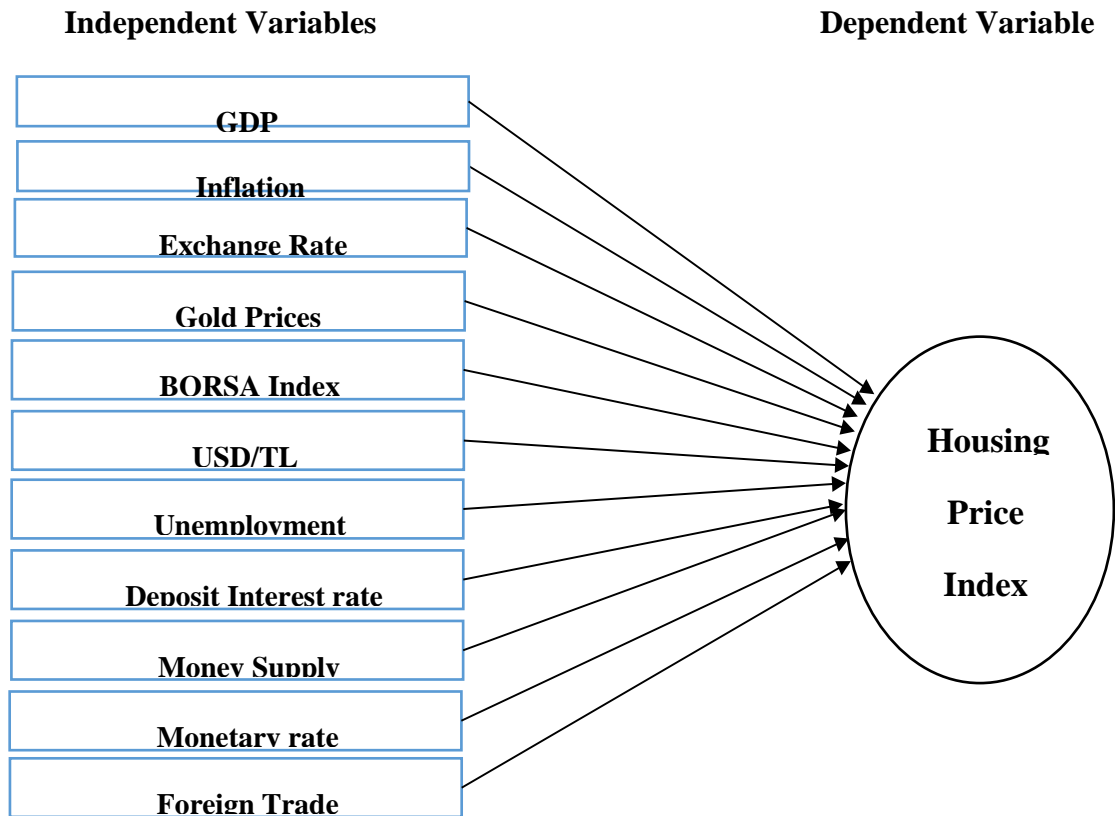 Independent Variables
Dependent Variable
GDP
Inflation
Exchange Rate
Gold Prices
BORSA Index
USD/TL
Unemployment
Deposit Interest rate
Money Supply
Monetary rate
Foreign Trade
Housing
Price
Index